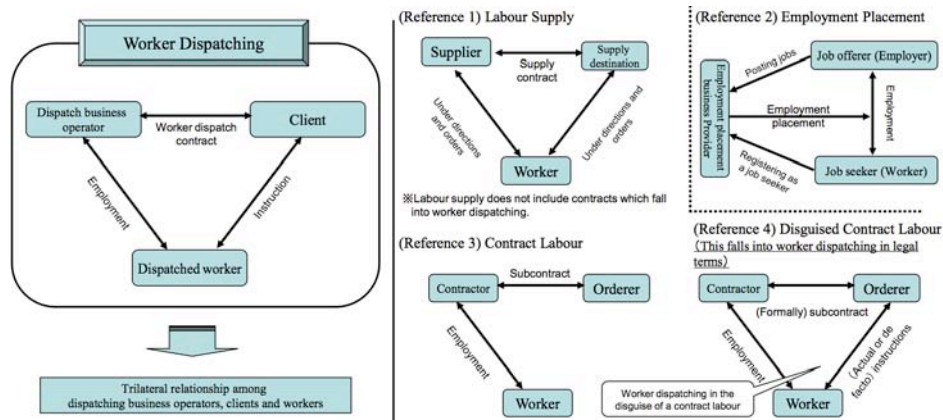 Worker Dispatching
Dispatch business
operator
Client
Worker dispatch
contract
Employment
Instruction
Dispatched worker
Trilateral relationship among
dispatching business operators, clients and workers
(Reference 1) Labour Supply
Supplier
Supply
destination
Supply
contract
Under directions
and orders
Under directions and
orders
Worker
※Labour supply does not include contracts which fall
into worker dispatching.
(Reference 2) Employment Placement
Employment placement
business Provider
Job offerer (Employer)
Posting jobs
Employment
placement
Employment
Registering as
a job seeker
Job seeker (Worker)
(Reference 3) Contract Labour
Subcontract
Contractor
Orderer
Employment
Worker
(Reference 4) Disguised Contract Labour
(This falls into worker dispatching in legal
terms)
Contractor
Orderer
(Formally) subcontract
Employment
(Actual or de
facto) instructions
Worker dispatching in the
disguise of a contract labour
Worker